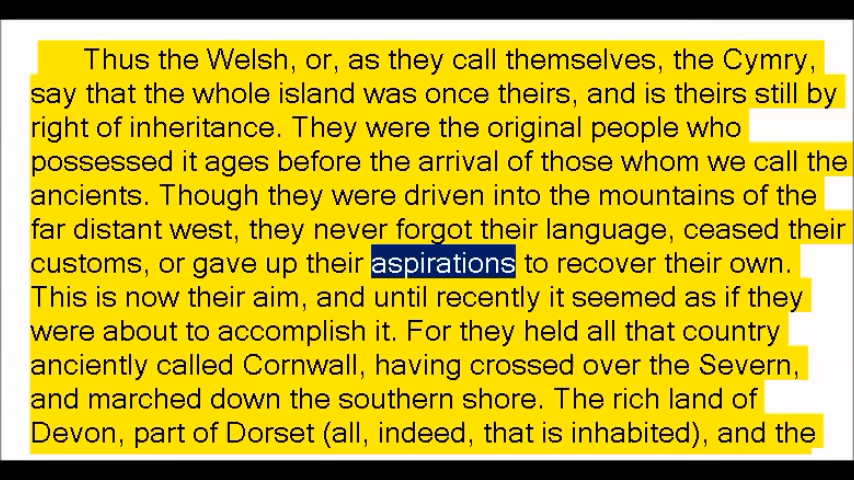 Thus the Welsh, or, as they call themselves, the Cymry,
say that the whole island was once theirs, and is theirs still by
right of inheritance. They were the original people who
possessed it ages before the arrival of those whom we call the
ancients. Though they were driven into the mountains of the
far distant west, they never forgot their language, ceased their
customs, or gave up their aspirations to recover their own.
This is now their aim, and until recently it seemed as if they
were about to accomplish it. For they held all that country
anciently called Cornwall, having crossed over the Severn,
and marched down the southern shore. The rich land of
Devon, part of Dorset (all, indeed, that is inhabited), and the